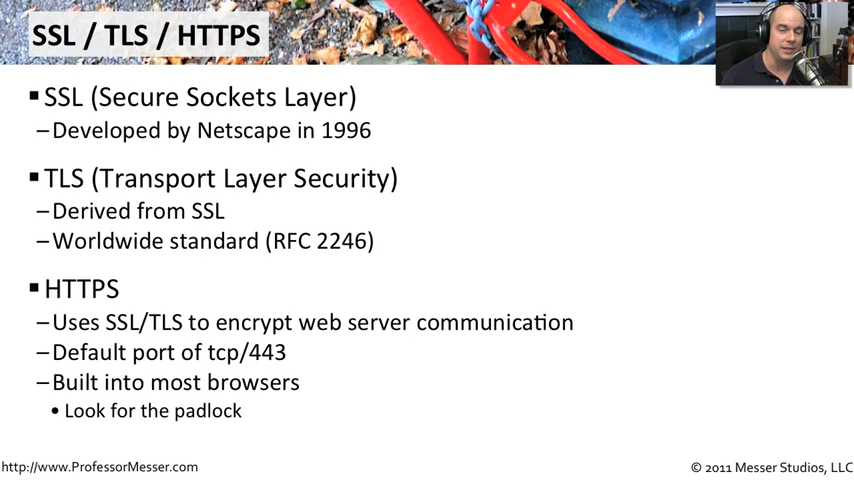 SSL / TLS / HTTPS
▪ SSL (Secure Sockets Layer)
– Developed by Netscape in 1996
▪ TLS (Transport Layer Security)
– Derived from SSL
– Worldwide standard (RFC 2246)
▪ HTTPS
– Uses SSL/TLS to encrypt web server communication
– Default port of tcp/443
– Built into most browsers
• Look for the padlock
http://www.ProfessorMesser.com
© 2011 Messer Studios, LLC